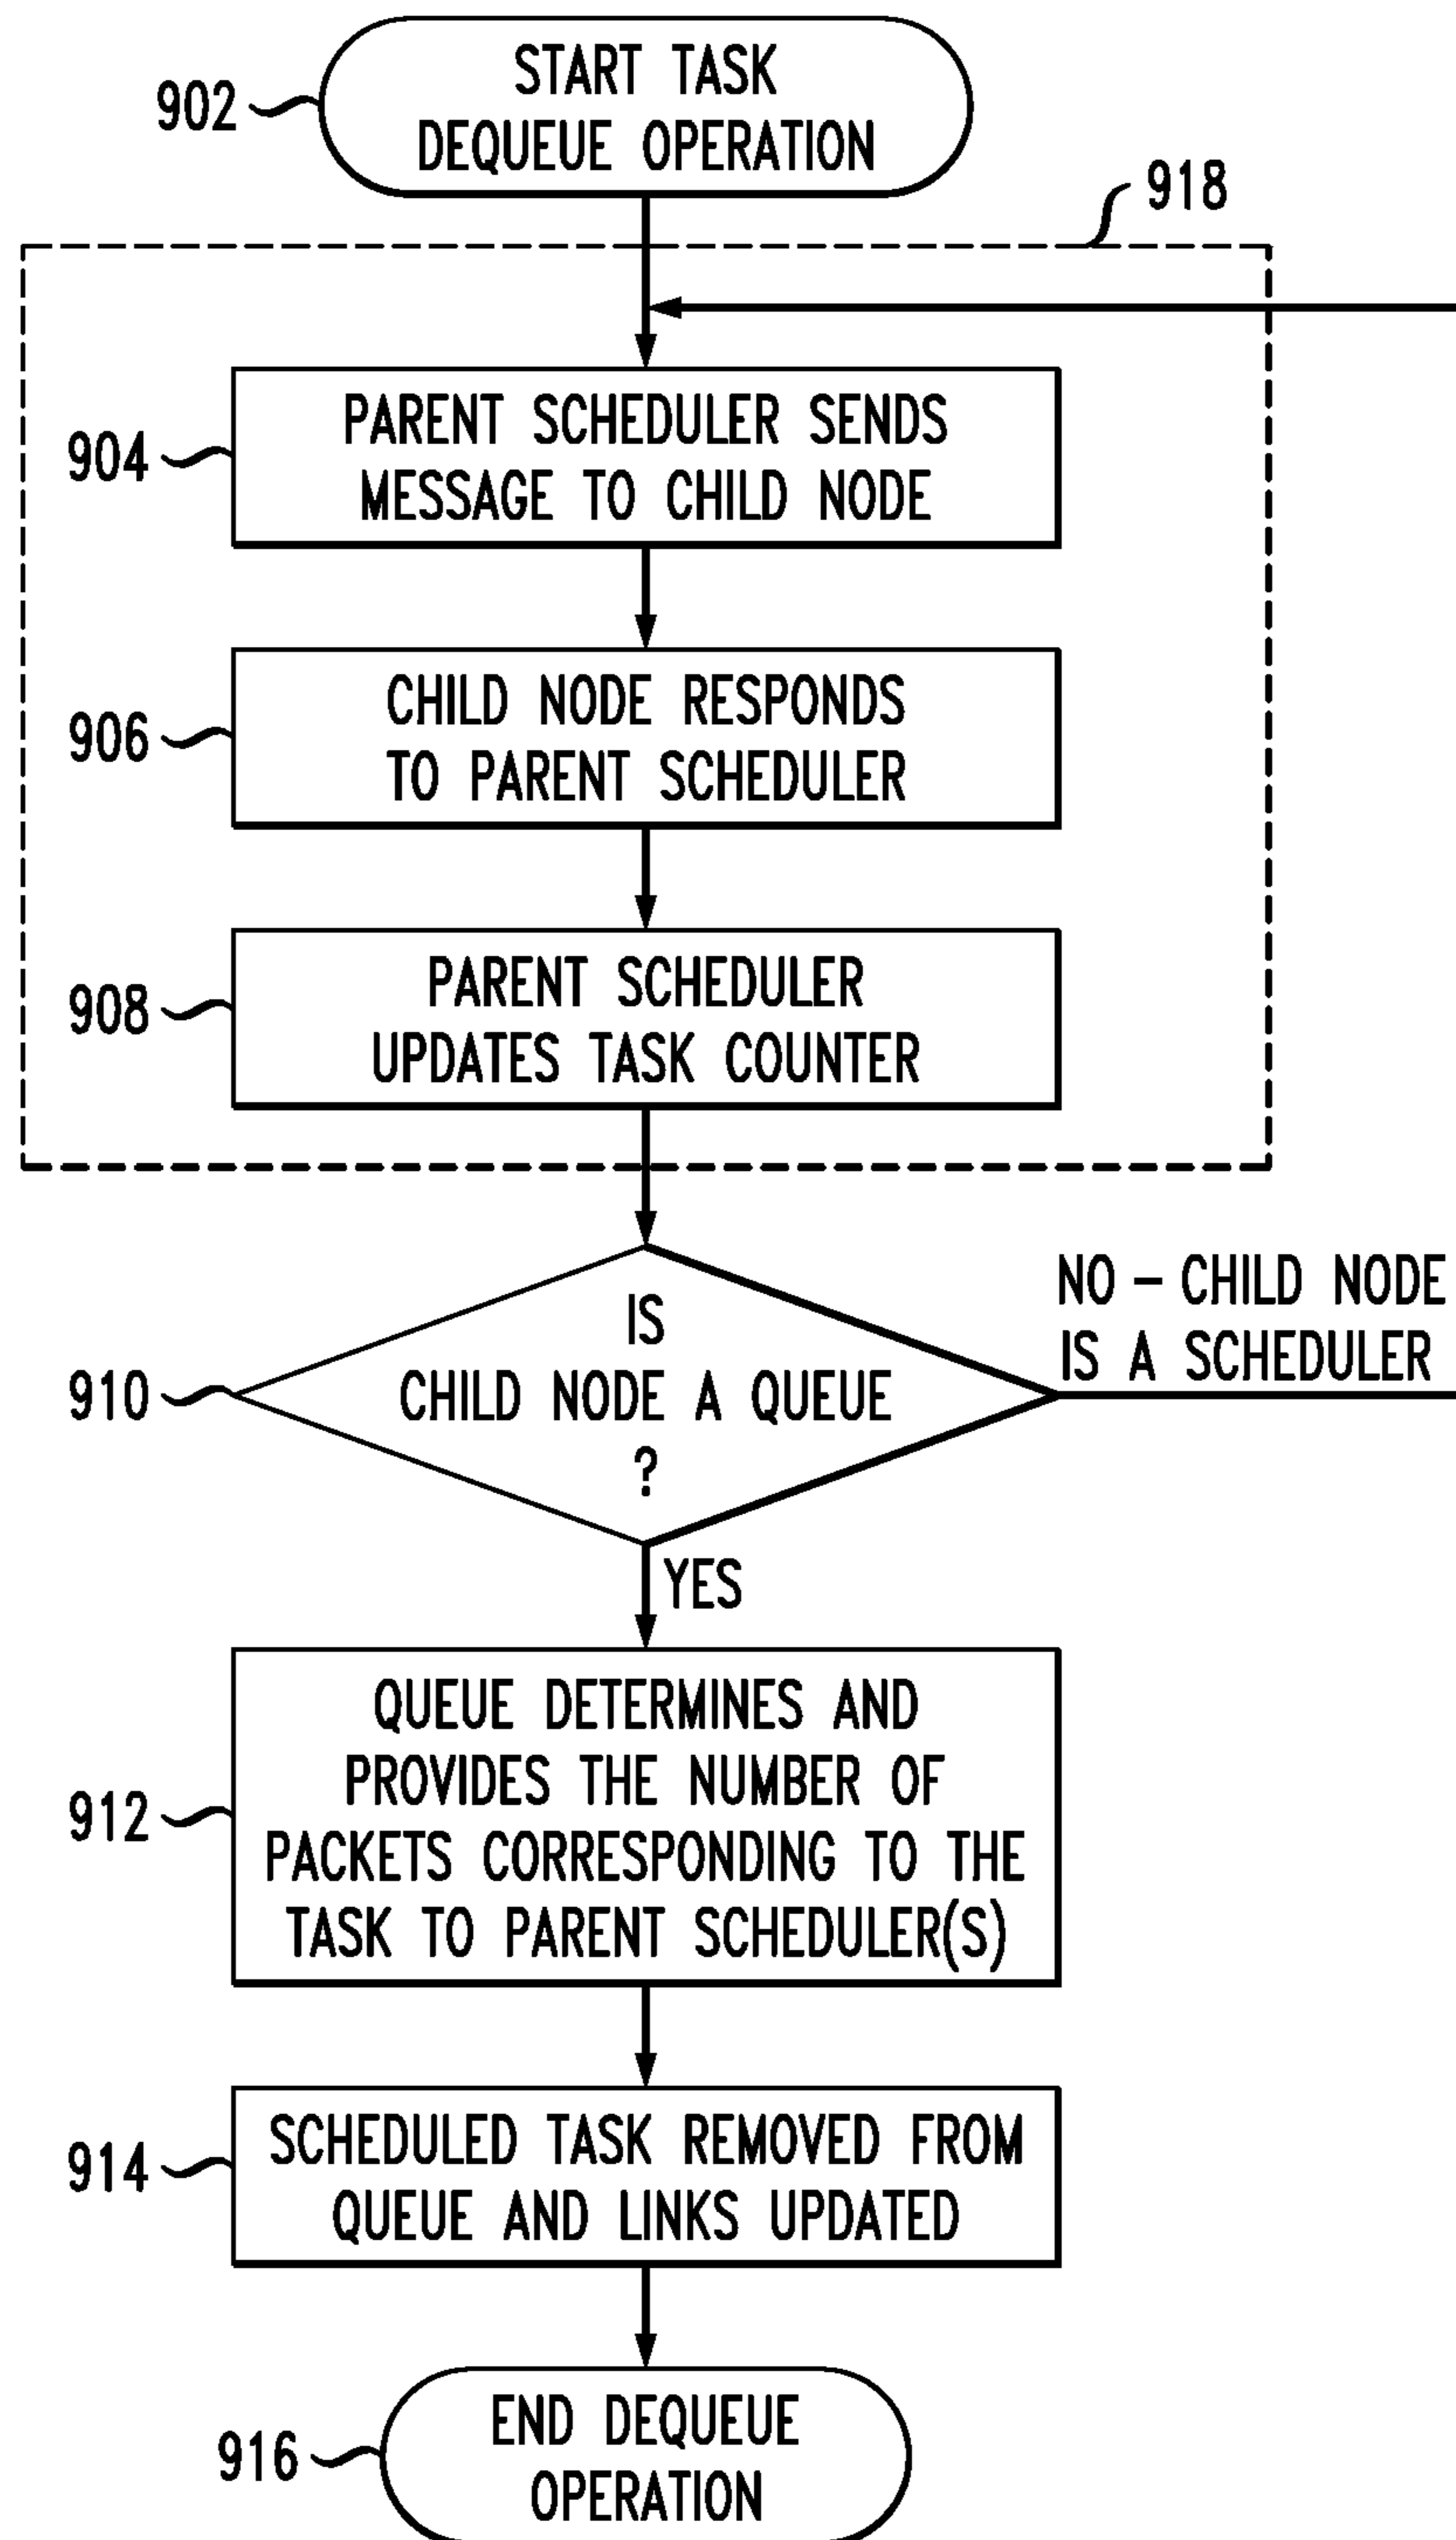 START TASK
DEQUEUE OPERATION
902
918
PARENT SCHEDULER SENDS
MESSAGE TO CHILD NODE
904
CHILD NODE RESPONDS
TO PARENT SCHEDULER
906
PARENT SCHEDULER
UPDATES TASK COUNTER
908
IS
CHILD NODE A QUEUE
?
910
NO – CHILD NODE
IS A SCHEDULER
YES
QUEUE DETERMINES AND
PROVIDES THE NUMBER OF
PACKETS CORRESPONDING TO THE
TASK TO PARENT SCHEDULER(S)
912
SCHEDULED TASK REMOVED FROM
QUEUE AND LINKS UPDATED
914
END DEQUEUE
OPERATION
916